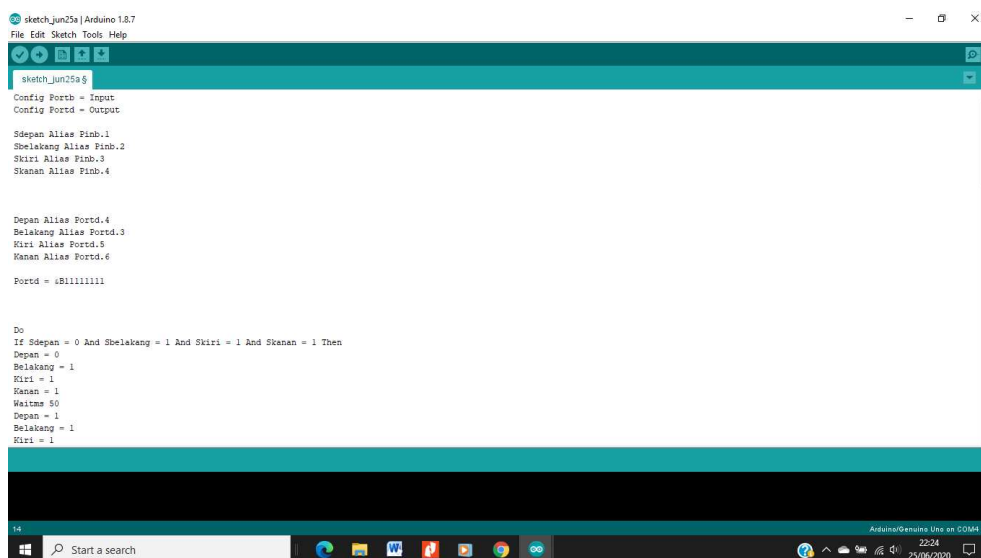 sketch_jun25a | Arduino 1.8.7
File Edit Sketch Tools Help
sketch_jun25a §
Config Portb = Input
Config Portd = Output
Sdepan Alias Pinb.1
Sbelakang Alias Pinb.2
Skiri Alias Pinb.3
Skanan Alias Pinb.4
Depan Alias Portd.4
Belakang Alias Portd.3
Kiri Alias Portd.5
Kanan Alias Portd.6
Portd = &B11111111
Do
If Sdepan = 0 And Sbelakang = 1 And Skiri = 1 And Skanan = 1 Then
Depan = 0
Belakang = 1
Kiri = 1
Kanan = 1
Waitms 50
Depan = 1
Belakang = 1
Kiri = 1
14
Arduino/Genuino Uno on COM4
Start a search
22:24
25/06/2020